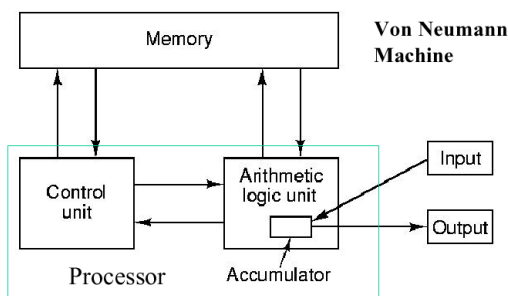 Memory
Von Neumann
Machine
Control
unit
Arithmetic
logic unit
Input
Output
Processor
Accumulator